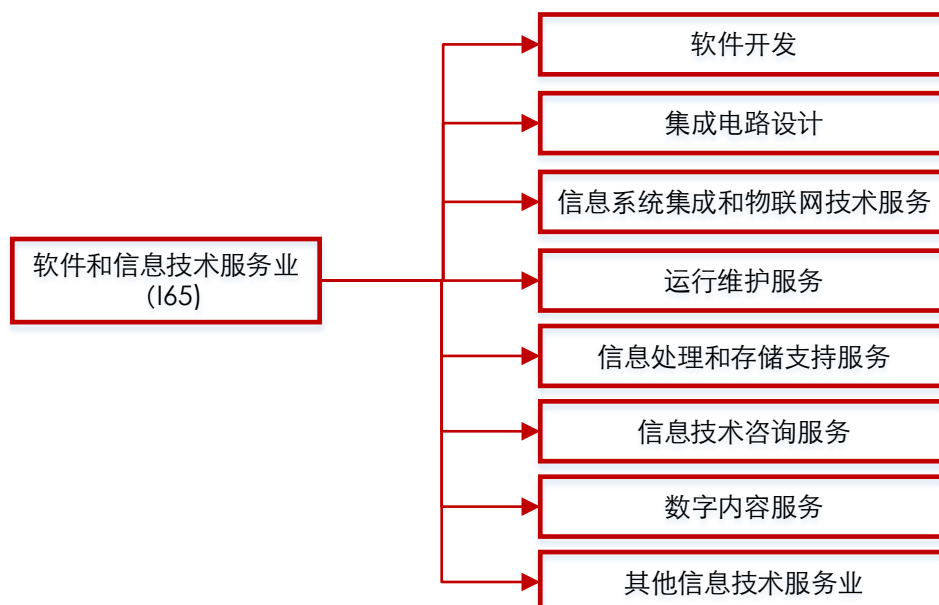 软件开发
集成电路设计
信息系统集成和物联网技术服务
软件和信息技术服务业
(I65)
运行维护服务
信息处理和存储支持服务
信息技术咨询服务
数字内容服务
其他信息技术服务业